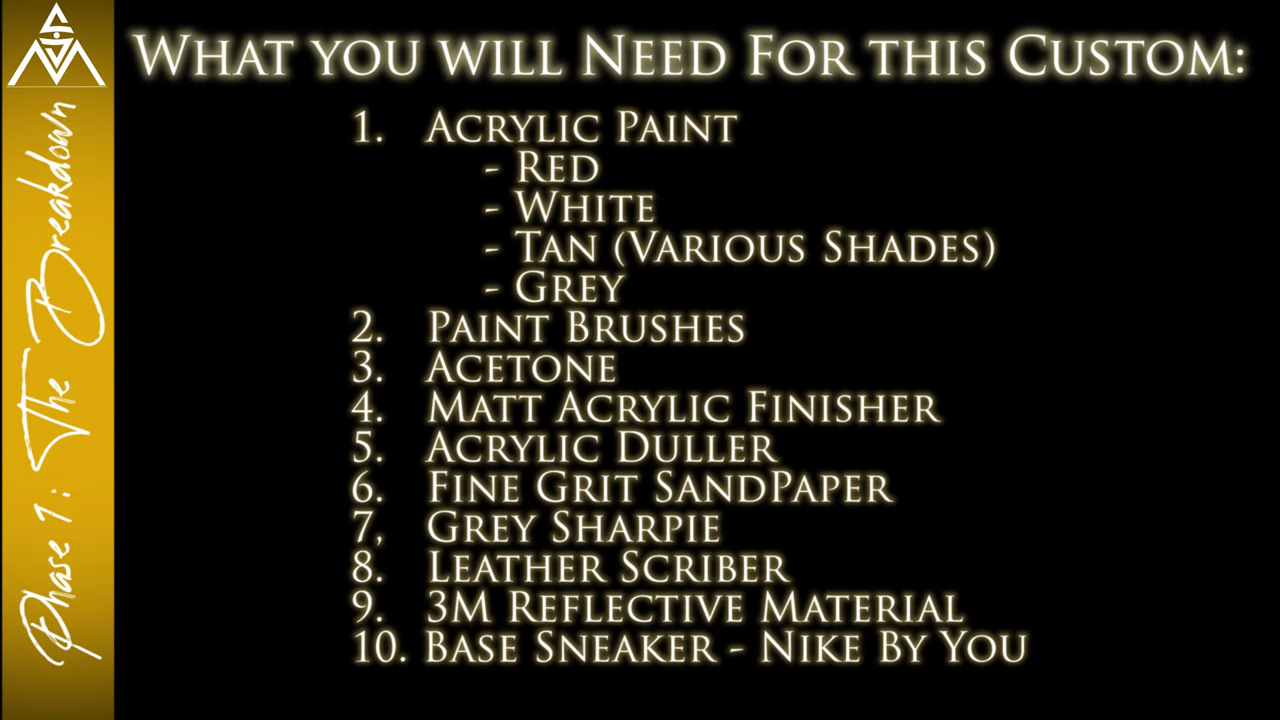 What you will Need For this Custom:
1. Acrylic Paint
- Red
- White
- Tan (Various Shades)
- Grey
2. Paint Brushes
3. Acetone
4. Matt Acrylic Finisher
5. Acrylic Duller
6. Fine Grit SandPaper
7, Grey Sharpie
8. Leather Scriber
9. 3M Reflective Material
10. Base Sneaker - Nike By You
Phase 1: The Breakdown